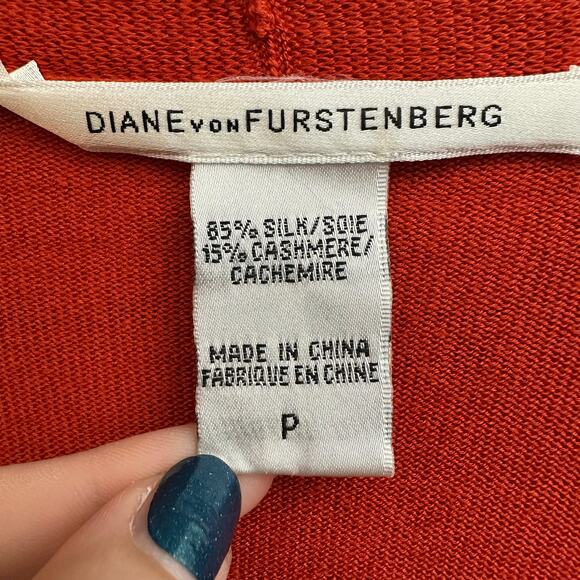 DIANE VON FURSTENBERG
85% SILK/SOIE
15% CASHMERE/
CACHEMIRE
MADE IN CHINA
FABRIQUE EN CHINE
P